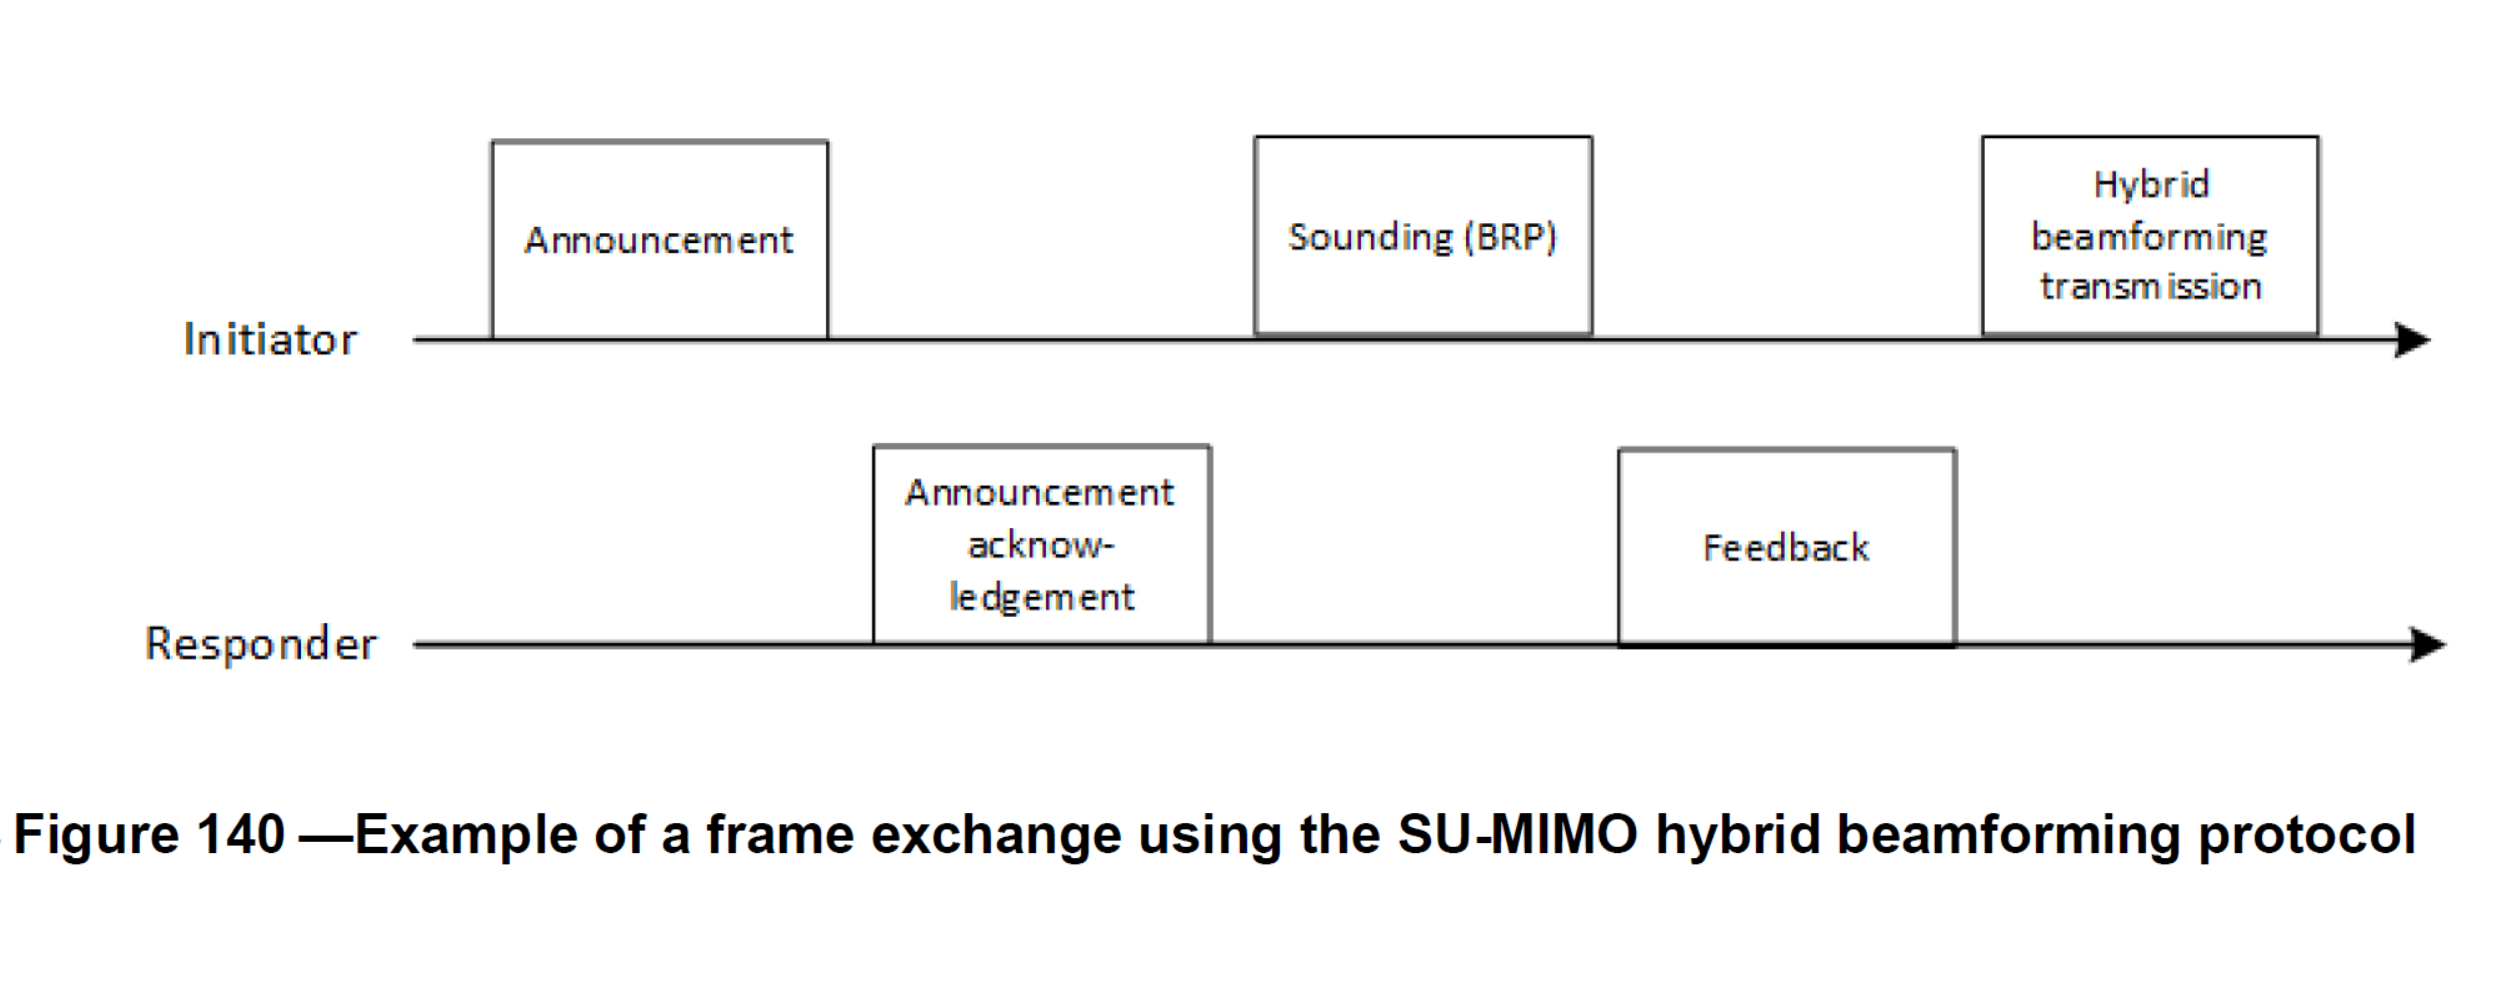 Announcement
Sounding (BRP)
Hybrid
beamforming
transmission
Initiator
Announcement
acknow-
ledgement
Feedback
Responder
Figure 140 —Example of a frame exchange using the SU-MIMO hybrid beamforming protocol